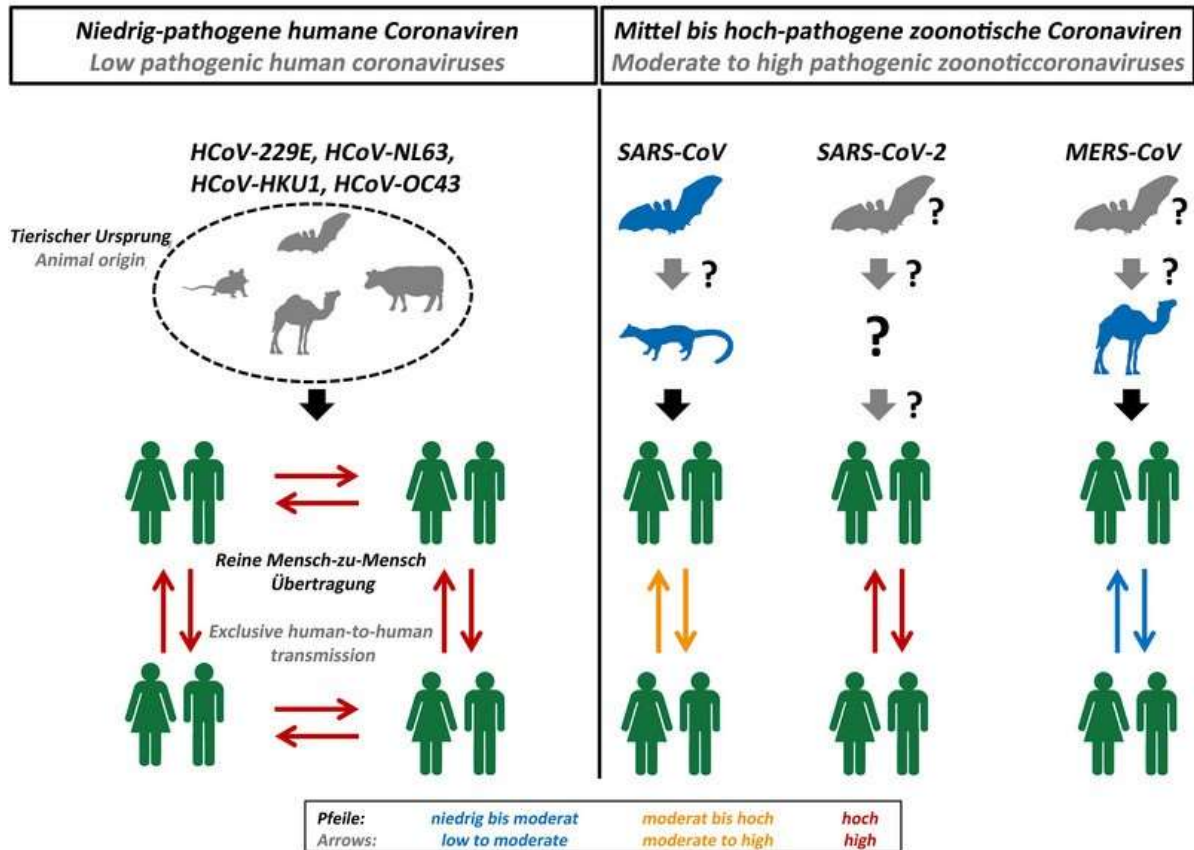 Niedrig-pathogene humane Coronaviren
Low pathogenic human coronaviruses
Mittel bis hoch-pathogene zoonotische Coronaviren
Moderate to high pathogenic zoonoticcoronaviruses
HCoV-229E, HCoV-NL63,
HCoV-HKU1, HCoV-OC43
Tierischer Ursprung
Animal origin
Reine Mensch-zu-Mensch
Übertragung
Exclusive human-to-human
transmission
SARS-CoV
SARS-CoV-2
MERS-CoV
?
?
?
?
?
?
?
Pfeile: niedrig bis moderat moderat bis hoch hoch
Arrows: low to moderate moderate to high high